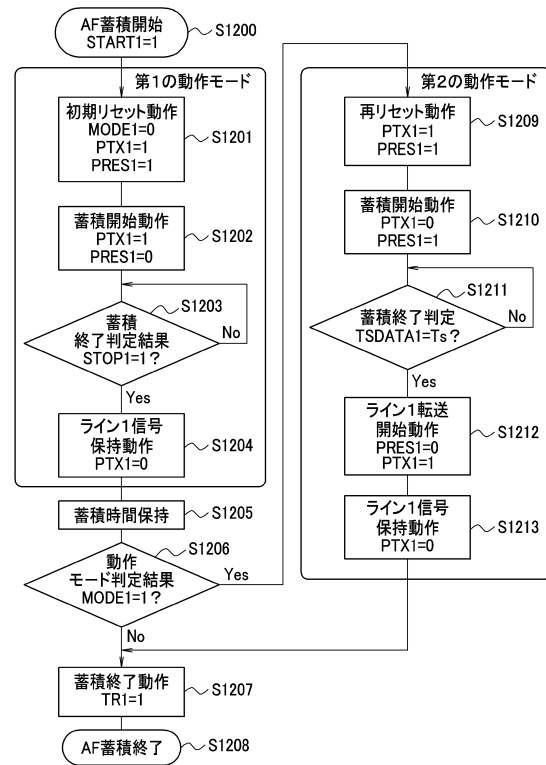 AF蓄積開始
START1=1
S1200
第1の動作モード
初期リセット動作
MODE1=0
PTX1=1
PRES1=1
S1201
蓄積開始動作
PTX1=1
PRES1=0
S1202
S1203
蓄積
終了判定結果
STOP1=1?
No
Yes
ライン1信号
保持動作
PTX1=0
S1204
蓄積時間保持
S1205
S1206
動作
モード判定結果
MODE1=1?
Yes
No
蓄積終了動作
TR1=1
S1207
AF蓄積終了
S1208
第2の動作モード
再リセット動作
PTX1=1
PRES1=1
S1209
蓄積開始動作
PTX1=0
PRES1=1
S1210
S1211
蓄積終了判定
TSDATA1=Ts?
No
Yes
ライン1転送
開始動作
PRES1=0
PTX1=1
S1212
ライン1信号
保持動作
PTX1=0
S1213